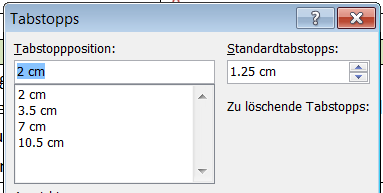 Tabstopps
Tabstoppposition:
2 cm
2 cm
3.5 cm
7 cm
10.5 cm
Standardtabstopps:
1.25 cm
Zu löschende Tabstopps: